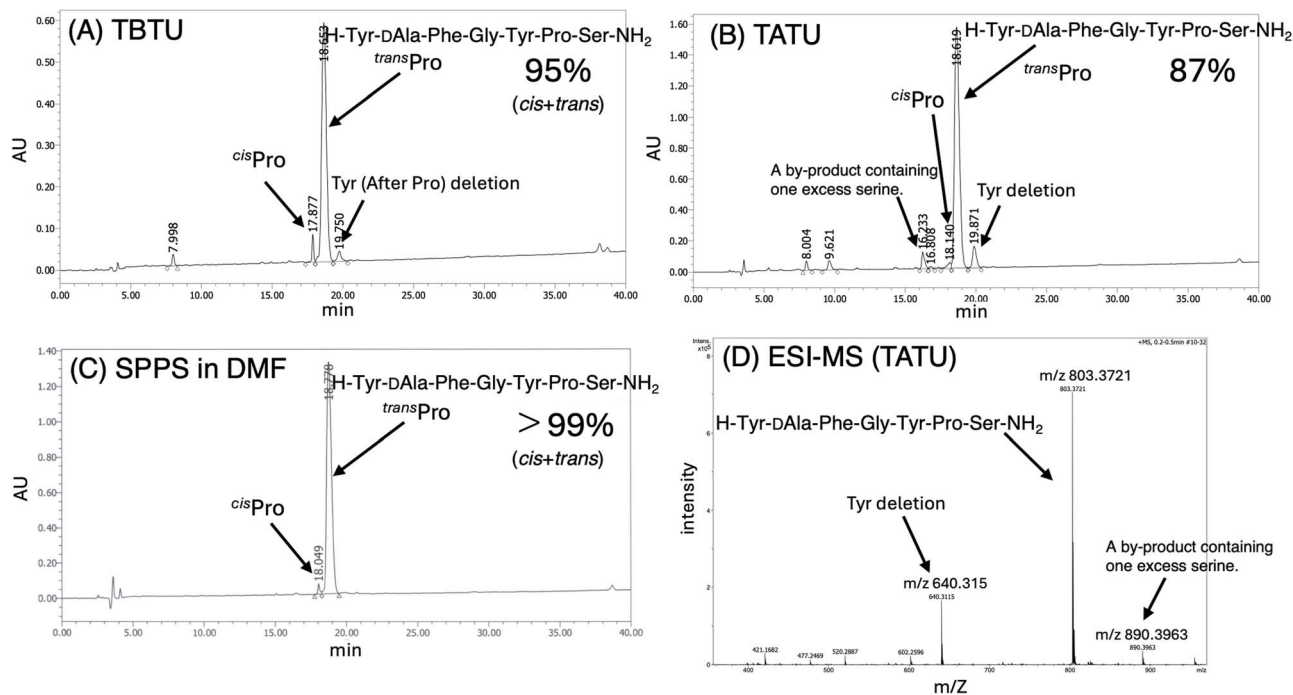 (A) TBTU
0.60
0.50
0.40
0.30
0.20
0.10
0.00
AU
18.653
H-Tyr-DAla-Phe-Gly-Tyr-Pro-Ser-NH2
transPro
95%
(cis+trans)
cisPro
Tyr (After Pro) deletion
7.998
17.877
19.750
0.00
5.00
10.00
15.00
20.00
25.00
30.00
35.00
40.00
min
(B) TATU
1.60
1.40
1.20
1.00
0.80
0.60
0.40
0.20
0.00
AU
18.619
H-Tyr-DAla-Phe-Gly-Tyr-Pro-Ser-NH2
transPro
87%
cisPro
A by-product containing
one excess serine.
Tyr deletion
8.004
9.621
16.233
16.808
18.140
19.871
0.00
5.00
10.00
15.00
20.00
25.00
30.00
35.00
40.00
min
(C) SPPS in DMF
1.40
1.20
1.00
0.80
0.60
0.40
0.20
0.00
AU
18.778
H-Tyr-DAla-Phe-Gly-Tyr-Pro-Ser-NH2
transPro
> 99%
(cis+trans)
cisPro
18.049
0.00
5.00
10.00
15.00
20.00
25.00
30.00
35.00
40.00
min
Intens.
x10⁵
+MS, 0.2-0.5min #10-32
(D) ESI-MS (TATU)
6
4
2
0
intensity
m/z 803.3721
803.3721
H-Tyr-DAla-Phe-Gly-Tyr-Pro-Ser-NH2
Tyr deletion
m/z 640.315
640.3115
A by-product containing
one excess serine.
m/z 890.3963
890.3963
421.1682
477.2469
520.2887
602.2596
400
500
600
700
800
900
m/z
m/Z